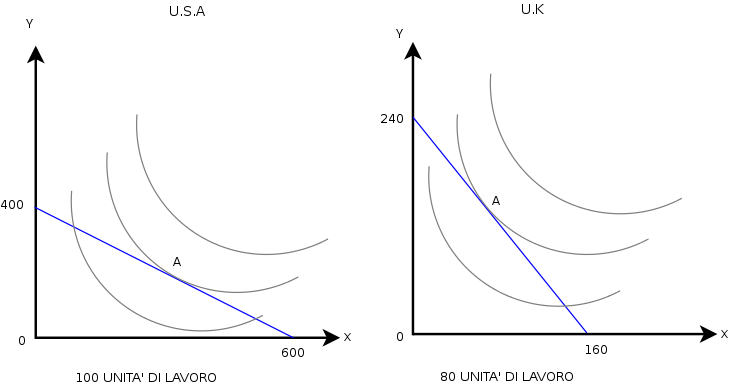 U.S.A
Y
400
A
0
X
600
100 UNITA' DI LAVORO
U.K
Y
240
A
0
X
160
80 UNITA' DI LAVORO